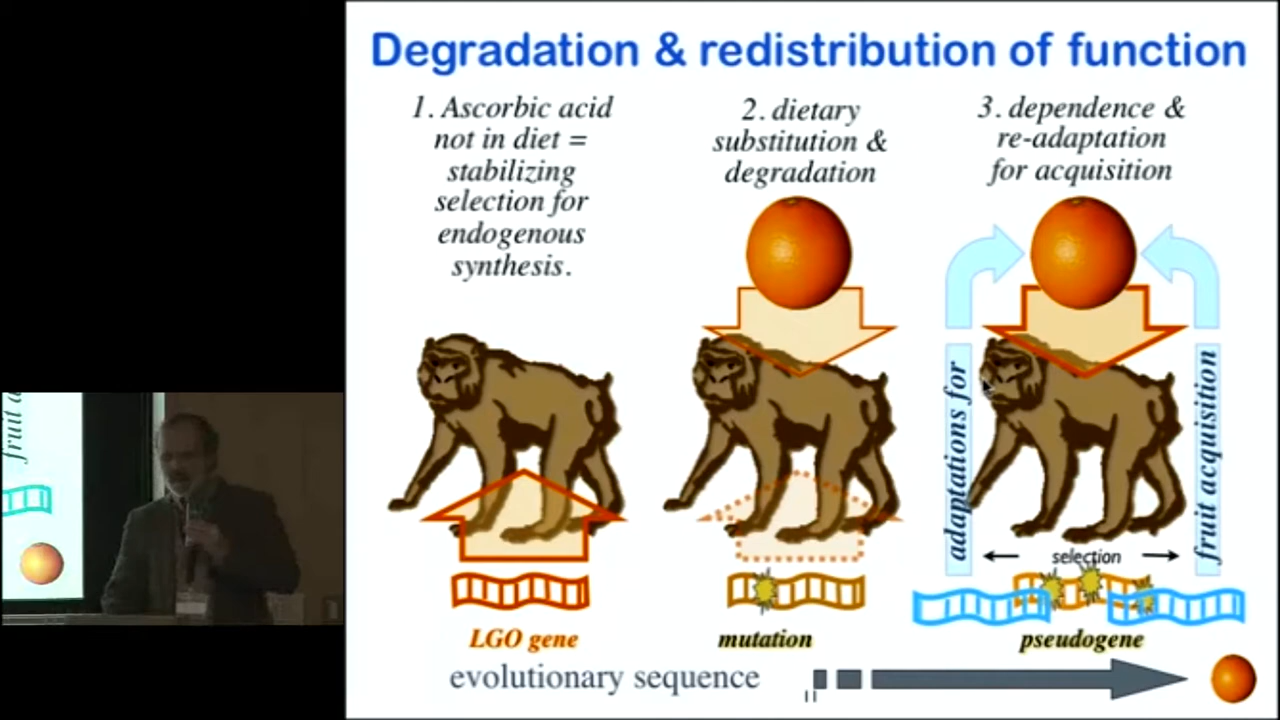 Degradation & redistribution of function
1. Ascorbic acid
not in diet =
stabilizing
selection for
endogenous
synthesis.
2. dietary
substitution &
degradation
3. dependence &
re-adaptation
for acquisition
adaptations for
fruit acquisition
selection
LGO gene
mutation
pseudogene
evolutionary sequence
fruit a